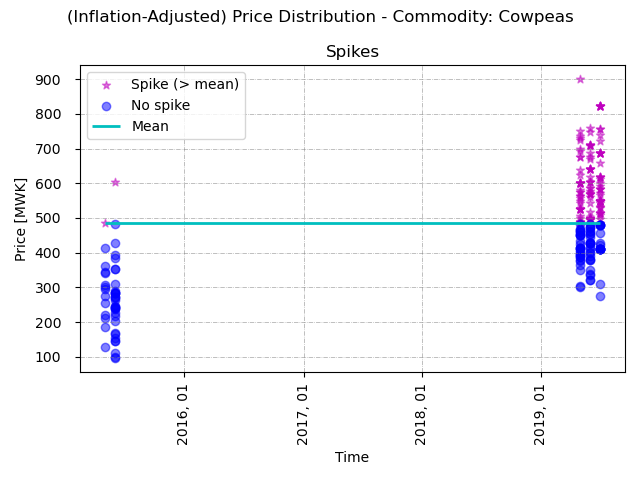 (Inflation-Adjusted) Price Distribution - Commodity: Cowpeas
Spikes
Spike (> mean)
No spike
Mean
Price [MWK]
900
800
700
600
500
400
300
200
100
2016, 01
2017, 01
2018, 01
2019, 01
Time